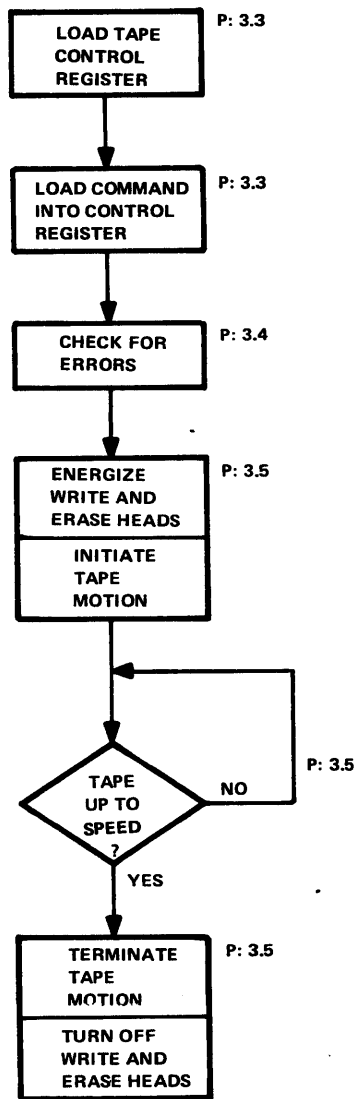 LOAD TAPE
CONTROL
REGISTER
P: 3.3
LOAD COMMAND
INTO CONTROL
REGISTER
P: 3.3
CHECK FOR
ERRORS
P: 3.4
ENERGIZE
WRITE AND
ERASE HEADS
P: 3.5
INITIATE
TAPE
MOTION
TAPE
UP TO
SPEED
?
NO
P: 3.5
YES
TERMINATE
TAPE
MOTION
P: 3.5
TURN OFF
WRITE AND
ERASE HEADS